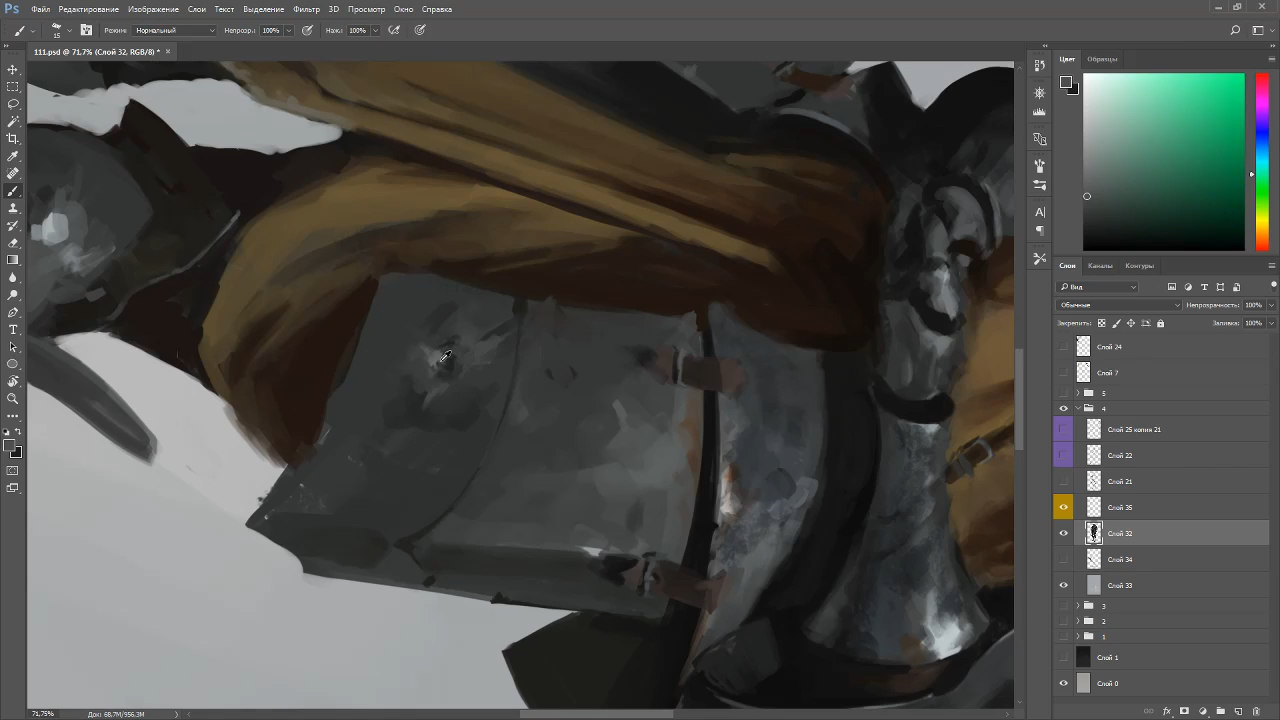 Ps Файл Редактирование Изображение Слои Текст Выделение Фильтр 3D Просмотр Окно Справка
15 Режим: Нормальный Непрозр.: 100% Наж.: 100%
111.psd @ 71,7% (Слой 32, RGB/8) * ×
Цвет Образцы
Слои Каналы Контуры
Вид
Обычные Непрозрачность: 100%
Закрепить: Заливка: 100%
Слой 24
Слой 7
5
4
Слой 25 копия 21
Слой 22
Слой 21
Слой 35
Слой 32
Слой 34
Слой 33
3
2
1
Слой 1
Слой 0
71,75% Док: 68,7M/956,3M